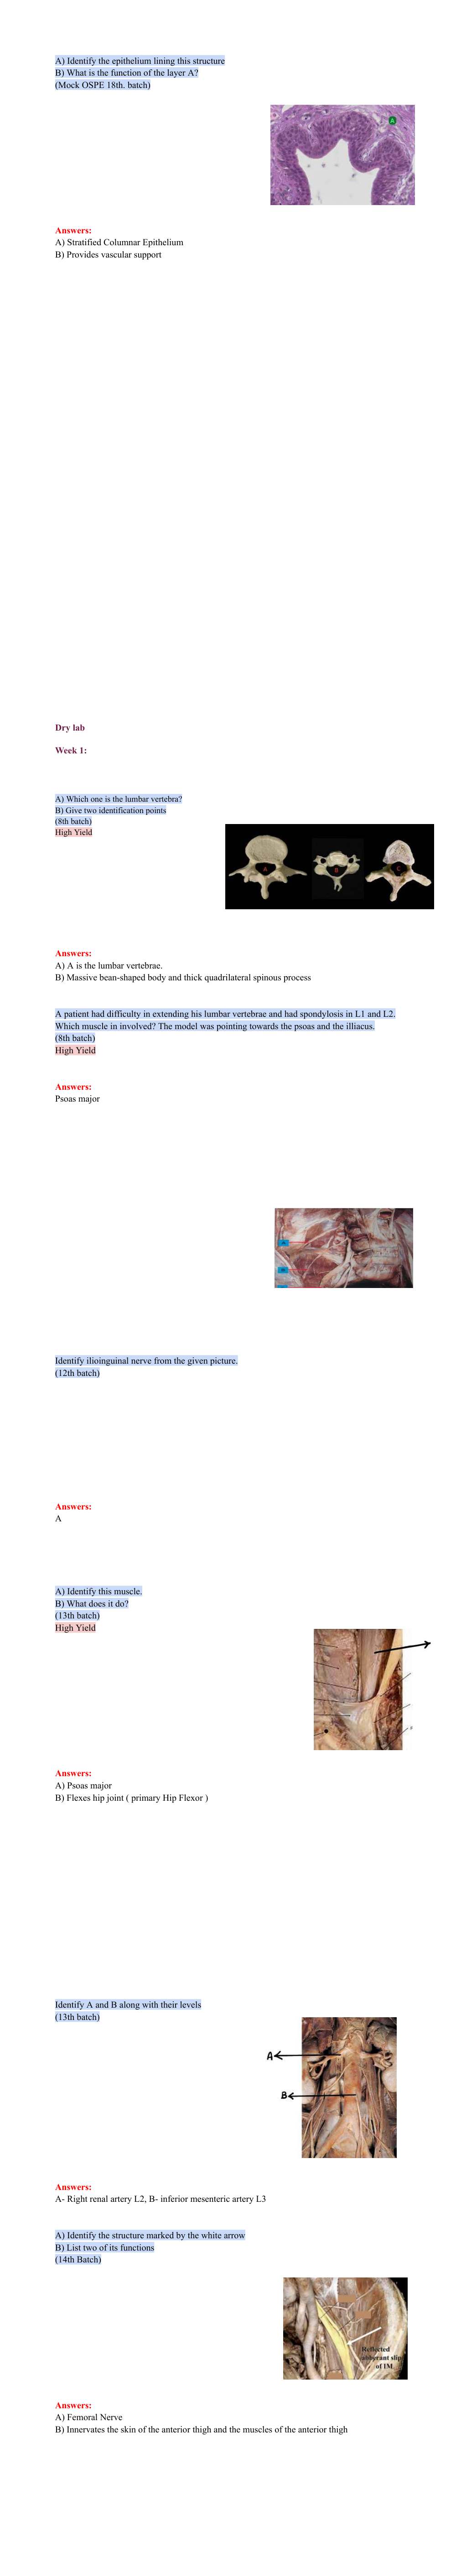 A) Identify the epithelium lining this structure
B) What is the function of the layer A?
(Mock OSPE 18th. batch)
A
Answers:
A) Stratified Columnar Epithelium
B) Provides vascular support
Dry lab
Week 1:
A) Which one is the lumbar vertebra?
B) Give two identification points
(8th batch)
High Yield
A
B
C
Answers:
A) A is the lumbar vertebrae.
B) Massive bean-shaped body and thick quadrilateral spinous process
A patient had difficulty in extending his lumbar vertebrae and had spondylosis in L1 and L2.
Which muscle in involved? The model was pointing towards the psoas and the illiacus.
(8th batch)
High Yield
Answers:
Psoas major
A
B
Identify ilioinguinal nerve from the given picture.
(12th batch)
Answers:
A
A) Identify this muscle.
B) What does it do?
(13th batch)
High Yield
Answers:
A) Psoas major
B) Flexes hip joint ( primary Hip Flexor )
Identify A and B along with their levels
(13th batch)
A
B
Answers:
A- Right renal artery L2, B- inferior mesenteric artery L3
A) Identify the structure marked by the white arrow
B) List two of its functions
(14th Batch)
Reflected
abberant slip
of IM
Answers:
A) Femoral Nerve
B) Innervates the skin of the anterior thigh and the muscles of the anterior thigh